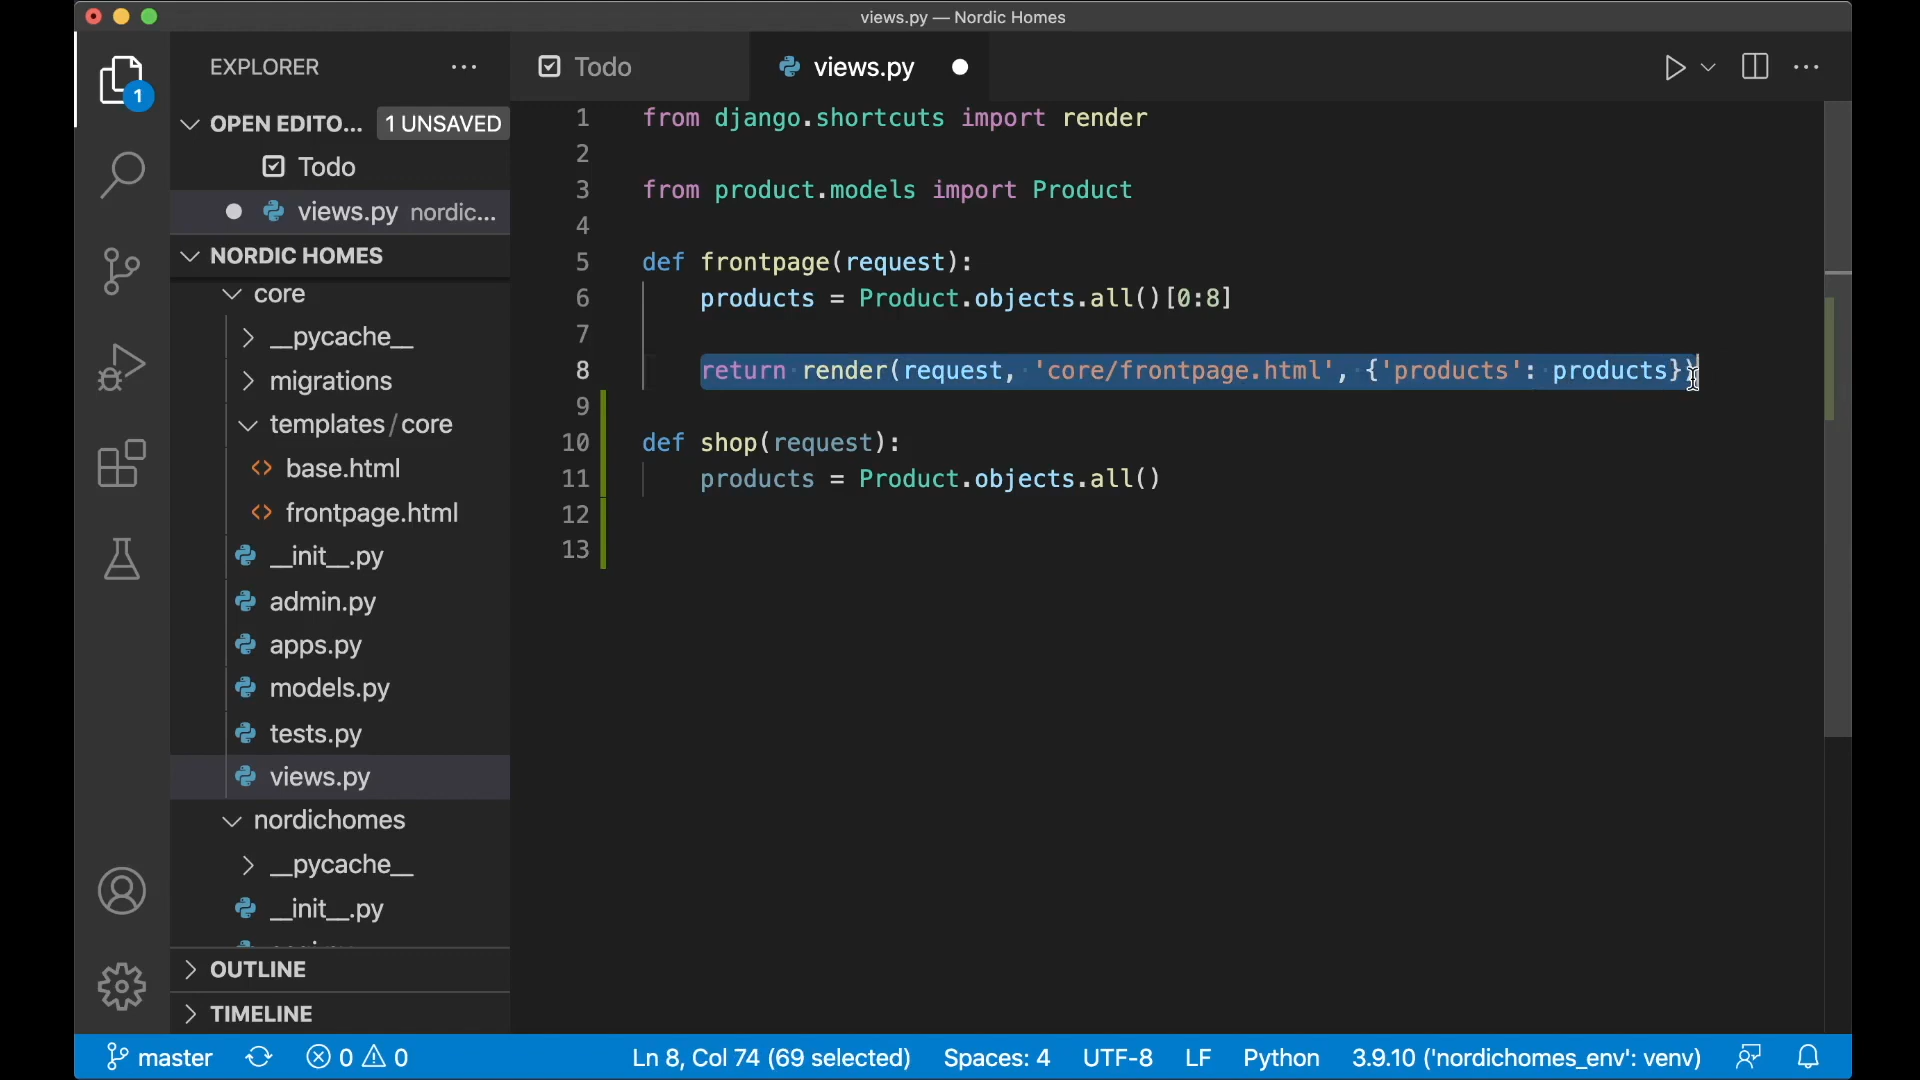 views.py — Nordic Homes
EXPLORER
Todo
views.py
OPEN EDITO... 1 UNSAVED
Todo
views.py nordic...
NORDIC HOMES
core
__pycache__
migrations
templates/core
base.html
frontpage.html
__init__.py
admin.py
apps.py
models.py
tests.py
views.py
nordichomes
__pycache__
__init__.py
OUTLINE
TIMELINE
1
1 from django.shortcuts import render
2
3 from product.models import Product
4
5 def frontpage(request):
6 products = Product.objects.all()[0:8]
7
8 return render(request, 'core/frontpage.html', {'products': products})
9
10 def shop(request):
11 products = Product.objects.all()
12
13
master 0 0 Ln 8, Col 74 (69 selected) Spaces: 4 UTF-8 LF Python 3.9.10 ('nordichomes_env': venv)